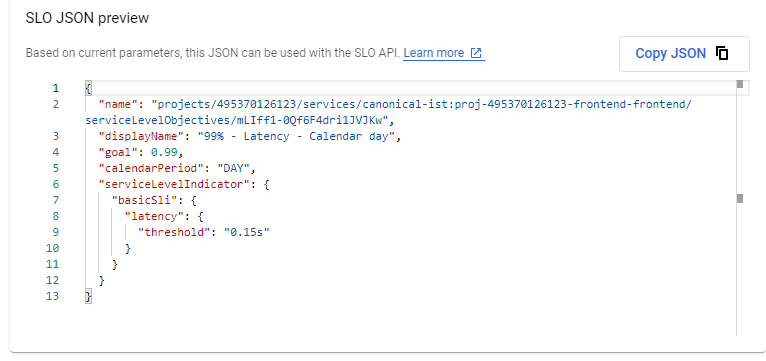 SLO JSON preview
Based on current parameters, this JSON can be used with the SLO API. Learn more
Copy JSON
1 {
2 "name": "projects/495370126123/services/canonical-ist:proj-495370126123-frontend-frontend/
serviceLevelObjectives/mLIff1-0Qf6F4dri1JVJKw",
3 "displayName": "99% - Latency - Calendar day",
4 "goal": 0.99,
5 "calendarPeriod": "DAY",
6 "serviceLevelIndicator": {
7 "basicSli": {
8 "latency": {
9 "threshold": "0.15s"
10 }
11 }
12 }
13 }